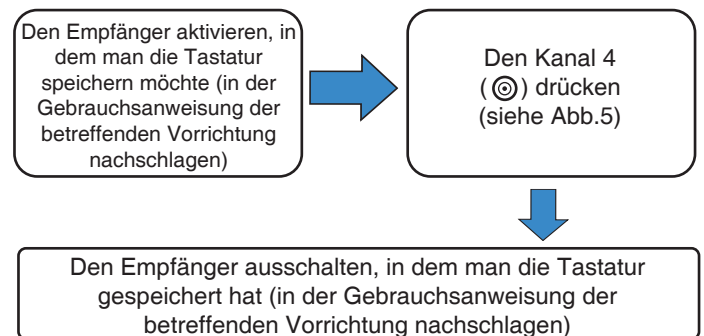 Den Empfänger aktivieren, in
dem man die Tastatur
speichern möchte (in der
Gebrauchsanweisung der
betreffenden Vorrichtung
nachschlagen)
Den Kanal 4
(◎) drücken
(siehe Abb.5)
Den Empfänger ausschalten, in dem man die Tastatur
gespeichert hat (in der Gebrauchsanweisung der
betreffenden Vorrichtung nachschlagen)